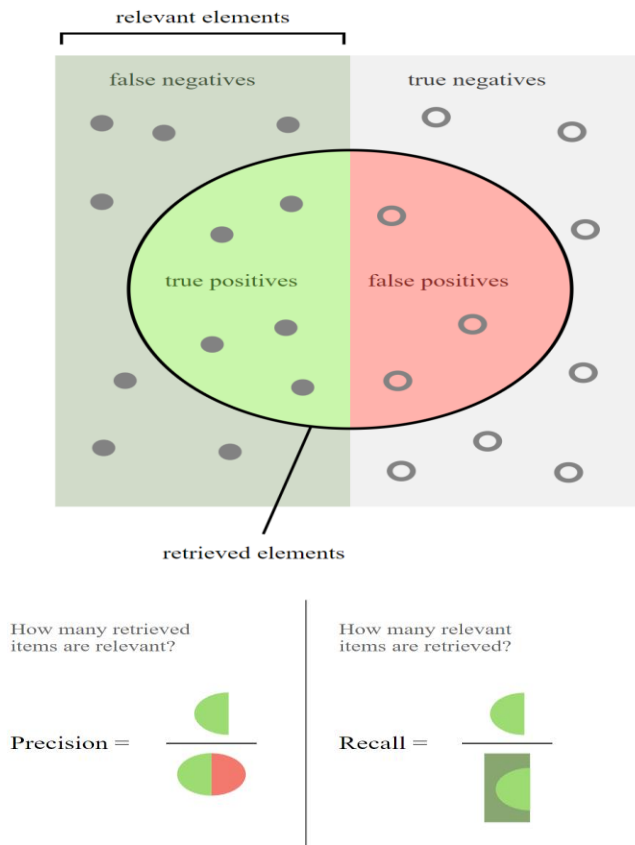 relevant elements
false negatives
true negatives
true positives
false positives
retrieved elements
How many retrieved
items are relevant?
Precision =
How many relevant
items are retrieved?
Recall =